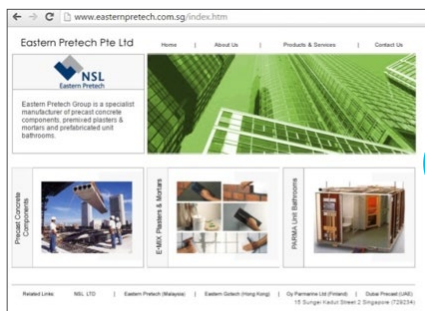 www.easternpretech.com.sg/index.htm
Eastern Pretech Pte Ltd
Home | About Us | Products & Services | Contact Us
NSL
Eastern Pretech
Eastern Pretech Group is a specialist
manufacturer of precast concrete
components, premixed plasters &
mortars and prefabricated unit
bathrooms.
Precast Concrete
Components
E-MIX Plasters & Mortars
PARMA Unit Bathrooms
Related Links NSL LTD | Eastern Pretech (Malaysia) | Eastern Gotech (Hong Kong) | Oy Parmarine Ltd (Finland) | Dubai Precast (UAE)
15 Sungei Kadut Street 2 Singapore (729234)